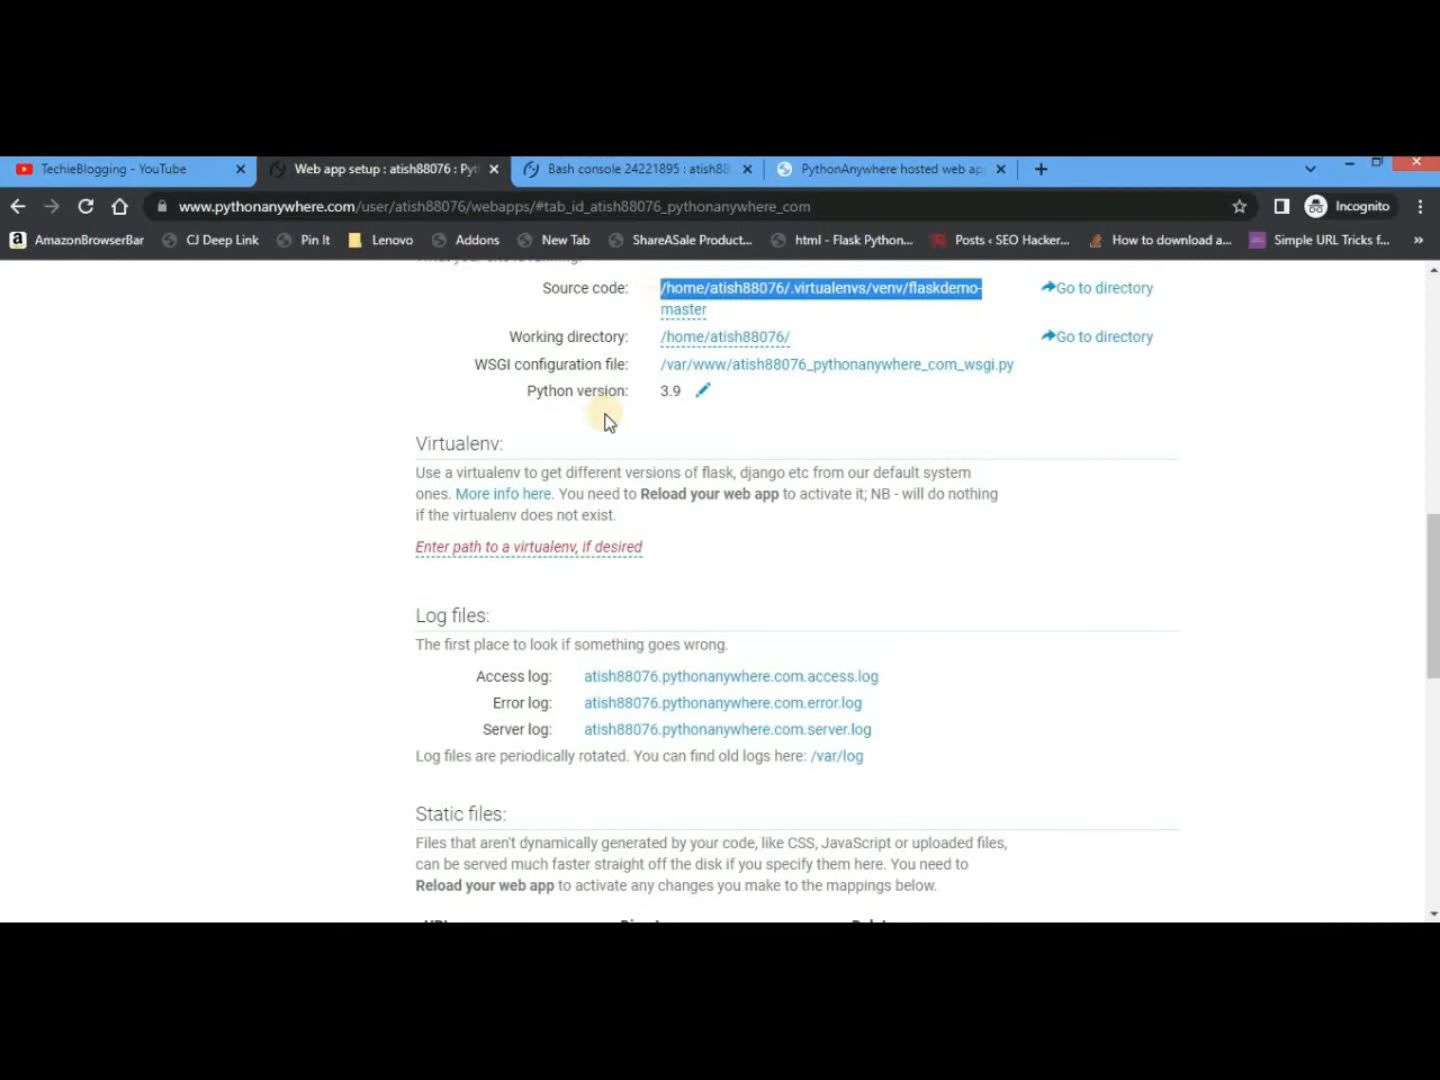 TechieBlogging - YouTube
Web app setup : atish88076 : Pyt
Bash console 24221895 : atish88
PythonAnywhere hosted web ap
www.pythonanywhere.com/user/atish88076/webapps/#tab_id_atish88076_pythonanywhere_com
Incognito
AmazonBrowserBar
CJ Deep Link
Pin It
Lenovo
Addons
New Tab
ShareASale Product...
html - Flask Python...
Posts ‹ SEO Hacker...
How to download a...
Simple URL Tricks f...
»
Source code: /home/atish88076/.virtualenvs/venv/flaskdemo- Go to directory
master
Working directory: /home/atish88076/ Go to directory
WSGI configuration file: /var/www/atish88076_pythonanywhere_com_wsgi.py
Python version: 3.9
Virtualenv:
Use a virtualenv to get different versions of flask, django etc from our default system
ones. More info here. You need to Reload your web app to activate it; NB - will do nothing
if the virtualenv does not exist.
Enter path to a virtualenv, if desired
Log files:
The first place to look if something goes wrong.
Access log: atish88076.pythonanywhere.com.access.log
Error log: atish88076.pythonanywhere.com.error.log
Server log: atish88076.pythonanywhere.com.server.log
Log files are periodically rotated. You can find old logs here: /var/log
Static files:
Files that aren't dynamically generated by your code, like CSS, JavaScript or uploaded files,
can be served much faster straight off the disk if you specify them here. You need to
Reload your web app to activate any changes you make to the mappings below.